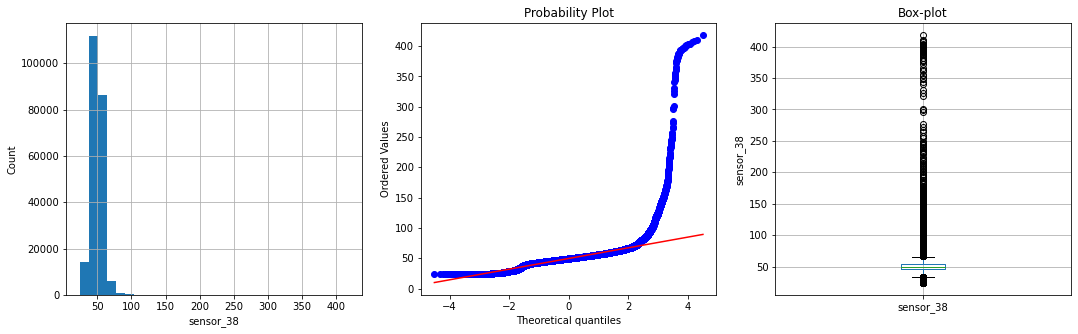 Probability Plot
Box-plot
Count
100000
80000
60000
40000
20000
0
50 100 150 200 250 300 350 400
sensor_38
Ordered Values
400
350
300
250
200
150
100
50
0
−4 −2 0 2 4
Theoretical quantiles
sensor_38
400
350
300
250
200
150
100
50
sensor_38